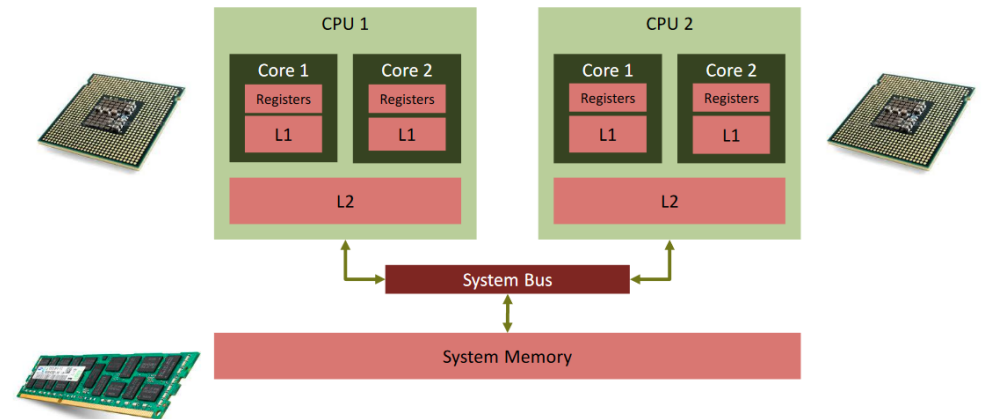 CPU 1
Core 1
Registers
L1
Core 2
Registers
L1
L2
CPU 2
Core 1
Registers
L1
Core 2
Registers
L1
L2
System Bus
System Memory